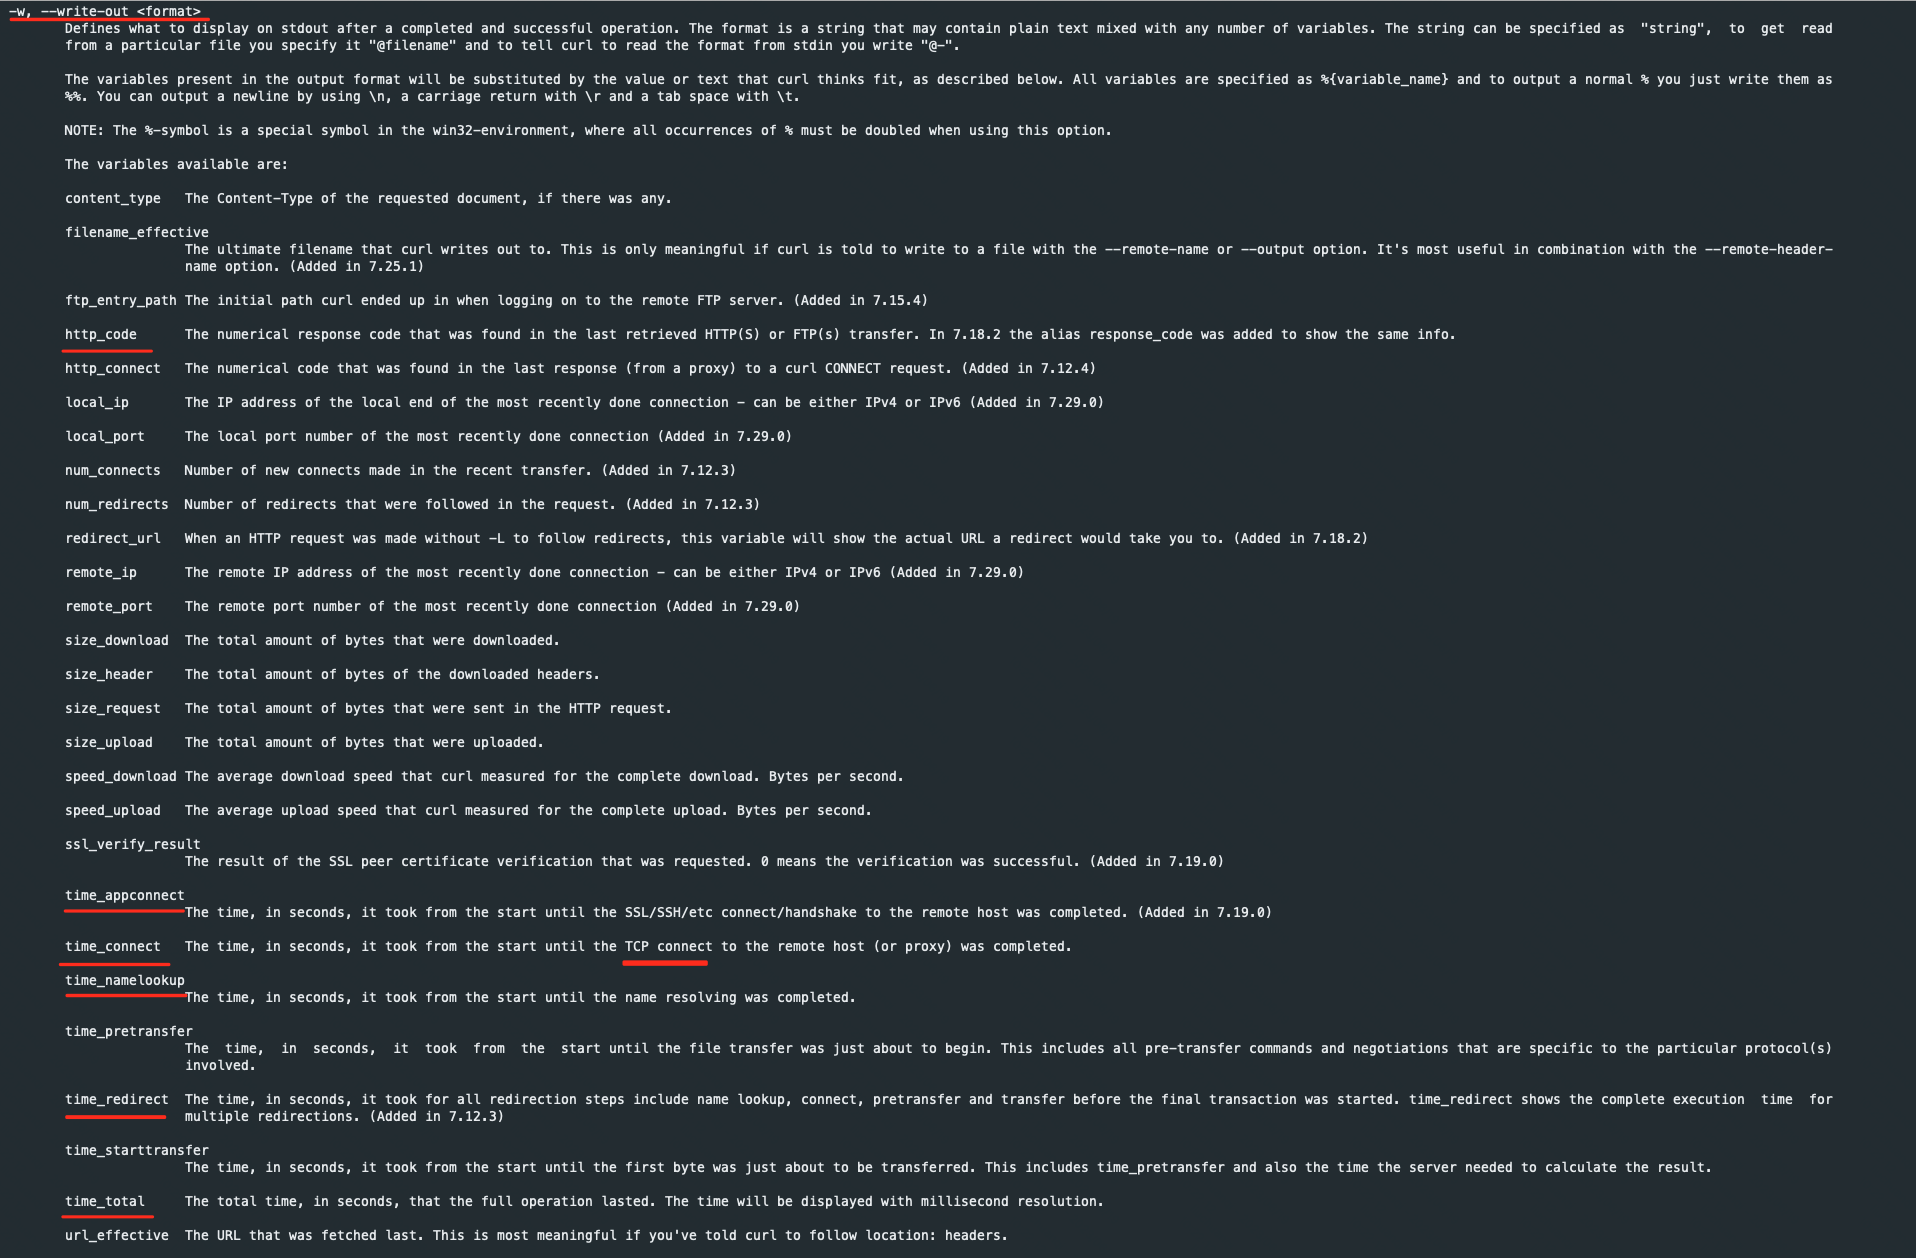 -w, --write-out <format>
Defines what to display on stdout after a completed and successful operation. The format is a string that may contain plain text mixed with any number of variables. The string can be specified as "string", to get read
from a particular file you specify it "@filename" and to tell curl to read the format from stdin you write "@-".
The variables present in the output format will be substituted by the value or text that curl thinks fit, as described below. All variables are specified as %{variable_name} and to output a normal % you just write them as
%%. You can output a newline by using \n, a carriage return with \r and a tab space with \t.
NOTE: The %-symbol is a special symbol in the win32-environment, where all occurrences of % must be doubled when using this option.
The variables available are:
content_type The Content-Type of the requested document, if there was any.
filename_effective
The ultimate filename that curl writes out to. This is only meaningful if curl is told to write to a file with the --remote-name or --output option. It's most useful in combination with the --remote-header-
name option. (Added in 7.25.1)
ftp_entry_path The initial path curl ended up in when logging on to the remote FTP server. (Added in 7.15.4)
http_code The numerical response code that was found in the last retrieved HTTP(S) or FTP(s) transfer. In 7.18.2 the alias response_code was added to show the same info.
http_connect The numerical code that was found in the last response (from a proxy) to a curl CONNECT request. (Added in 7.12.4)
local_ip The IP address of the local end of the most recently done connection - can be either IPv4 or IPv6 (Added in 7.29.0)
local_port The local port number of the most recently done connection (Added in 7.29.0)
num_connects Number of new connects made in the recent transfer. (Added in 7.12.3)
num_redirects Number of redirects that were followed in the request. (Added in 7.12.3)
redirect_url When an HTTP request was made without -L to follow redirects, this variable will show the actual URL a redirect would take you to. (Added in 7.18.2)
remote_ip The remote IP address of the most recently done connection - can be either IPv4 or IPv6 (Added in 7.29.0)
remote_port The remote port number of the most recently done connection (Added in 7.29.0)
size_download The total amount of bytes that were downloaded.
size_header The total amount of bytes of the downloaded headers.
size_request The total amount of bytes that were sent in the HTTP request.
size_upload The total amount of bytes that were uploaded.
speed_download The average download speed that curl measured for the complete download. Bytes per second.
speed_upload The average upload speed that curl measured for the complete upload. Bytes per second.
ssl_verify_result
The result of the SSL peer certificate verification that was requested. 0 means the verification was successful. (Added in 7.19.0)
time_appconnect
The time, in seconds, it took from the start until the SSL/SSH/etc connect/handshake to the remote host was completed. (Added in 7.19.0)
time_connect The time, in seconds, it took from the start until the TCP connect to the remote host (or proxy) was completed.
time_namelookup
The time, in seconds, it took from the start until the name resolving was completed.
time_pretransfer
The time, in seconds, it took from the start until the file transfer was just about to begin. This includes all pre-transfer commands and negotiations that are specific to the particular protocol(s)
involved.
time_redirect The time, in seconds, it took for all redirection steps include name lookup, connect, pretransfer and transfer before the final transaction was started. time_redirect shows the complete execution time for
multiple redirections. (Added in 7.12.3)
time_starttransfer
The time, in seconds, it took from the start until the first byte was just about to be transferred. This includes time_pretransfer and also the time the server needed to calculate the result.
time_total The total time, in seconds, that the full operation lasted. The time will be displayed with millisecond resolution.
url_effective The URL that was fetched last. This is most meaningful if you've told curl to follow location: headers.